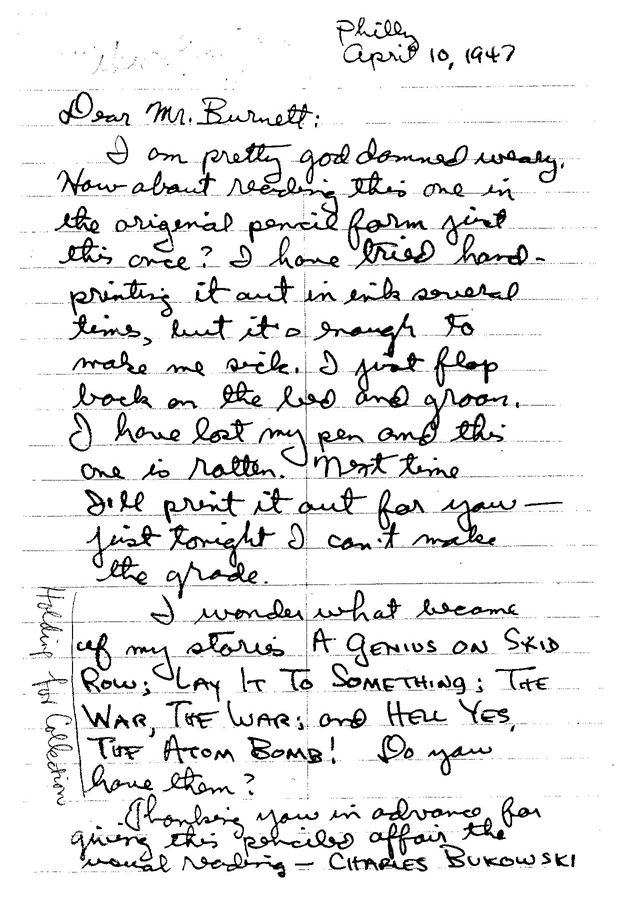 Philly
April 10, 1947
Dear Mr. Burnett:
I am pretty god damned weary.
How about reading this one in
the origenial pencil form just
this once? I have tried hand-
printing it out in ink several
times, but it's enough to
make me sick. I just flop
back on the bed and groan.
I have lost my pen and this
one is rotten. Next time
I'll print it out for you —
just tonight I can't make
the grade.
I wonder what became
of my stories A GENIUS ON SKID
ROW; LAY IT TO SOMETHING; THE
WAR, THE WAR; and HELL YES,
THE ATOM BOMB! Do you
have them?
Thanking you in advance for
giving this penciled affair the
usual reading — CHARLES BUKOWSKI
Holding for Collection